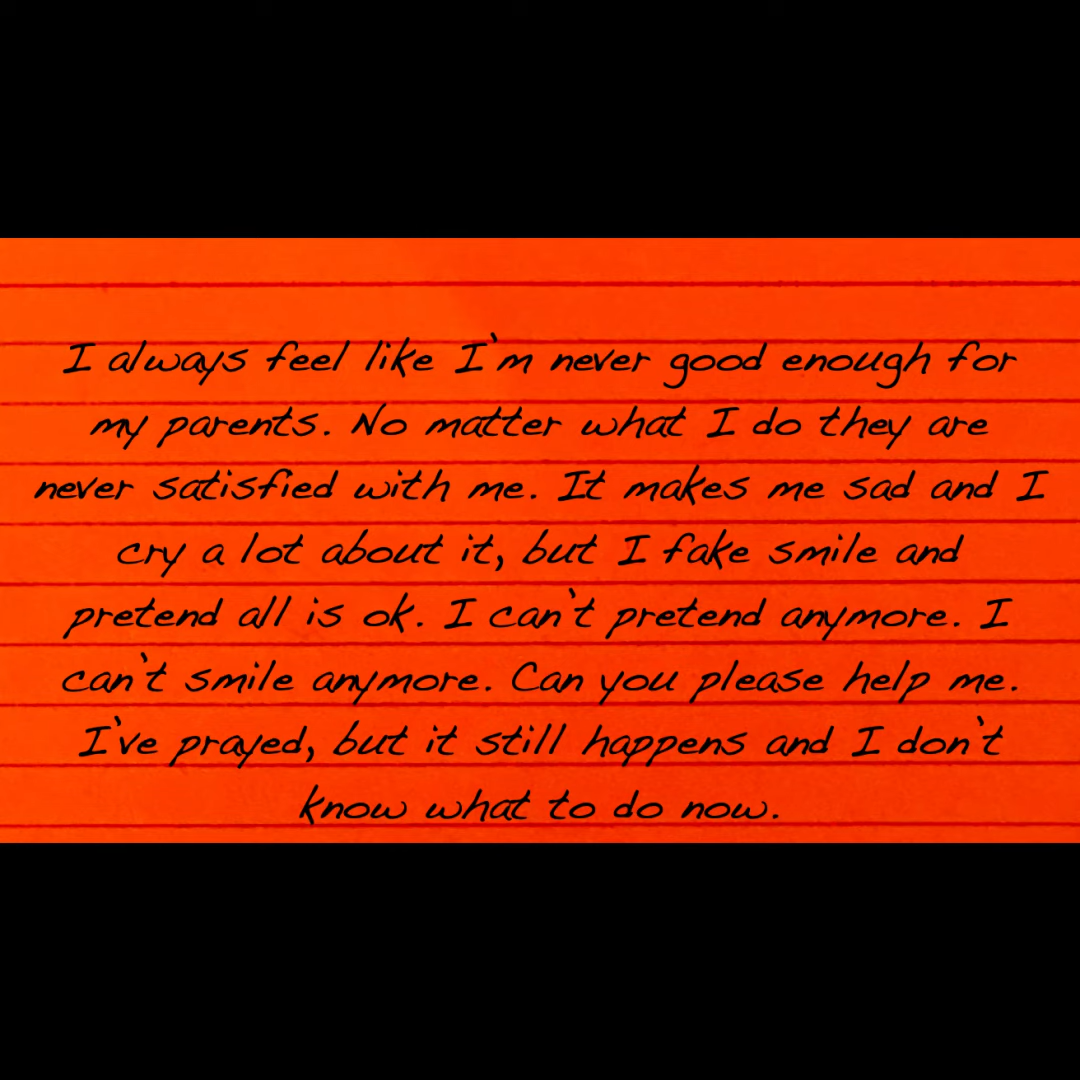 I always feel like I'm never good enough for
my parents. No matter what I do they are
never satisfied with me. It makes me sad and I
cry a lot about it, but I fake smile and
pretend all is ok. I can't pretend anymore. I
can't smile anymore. Can you please help me.
I've prayed, but it still happens and I don't
know what to do now.